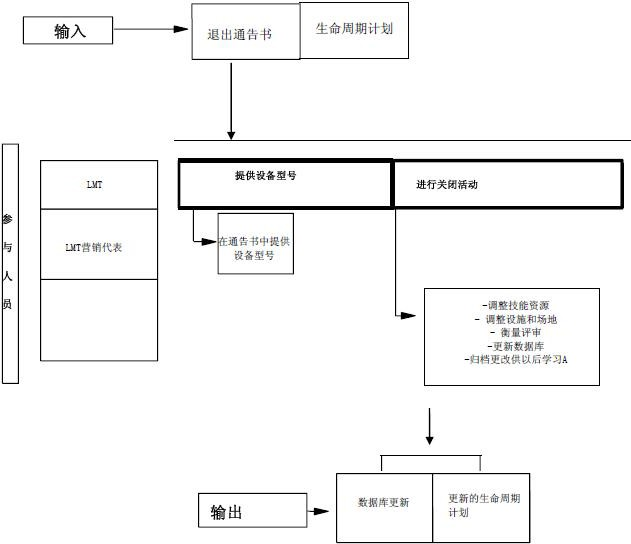 输入
退出通告书
生命周期计划
参与人员
LMT
提供设备型号
进行关闭活动
LMT营销代表
在通告书中提供
设备型号
-调整技能资源
- 调整设施和场地
- 衡量评审
-更新数据库
-归档更改供以后学习A
输出
数据库更新
更新的生命周期
计划